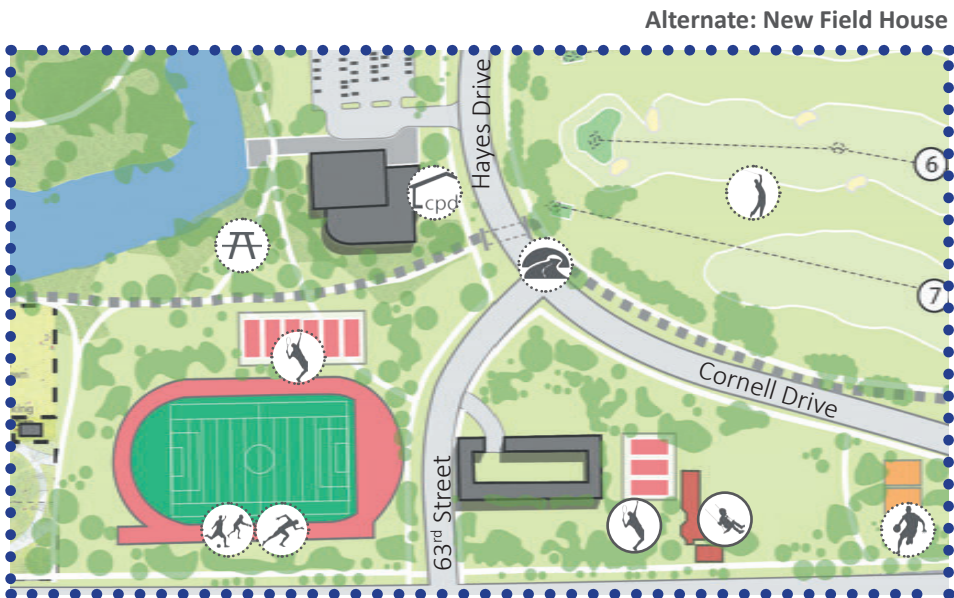 Alternate: New Field House
Hayes Drive
cpd
6
7
Cornell Drive
63rd Street